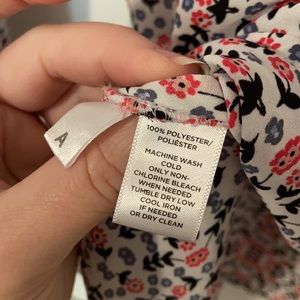 A
100% POLYESTER/
POLIÉSTER
MACHINE WASH
COLD
ONLY NON-
CHLORINE BLEACH
WHEN NEEDED
TUMBLE DRY LOW
COOL IRON
IF NEEDED
OR DRY CLEAN